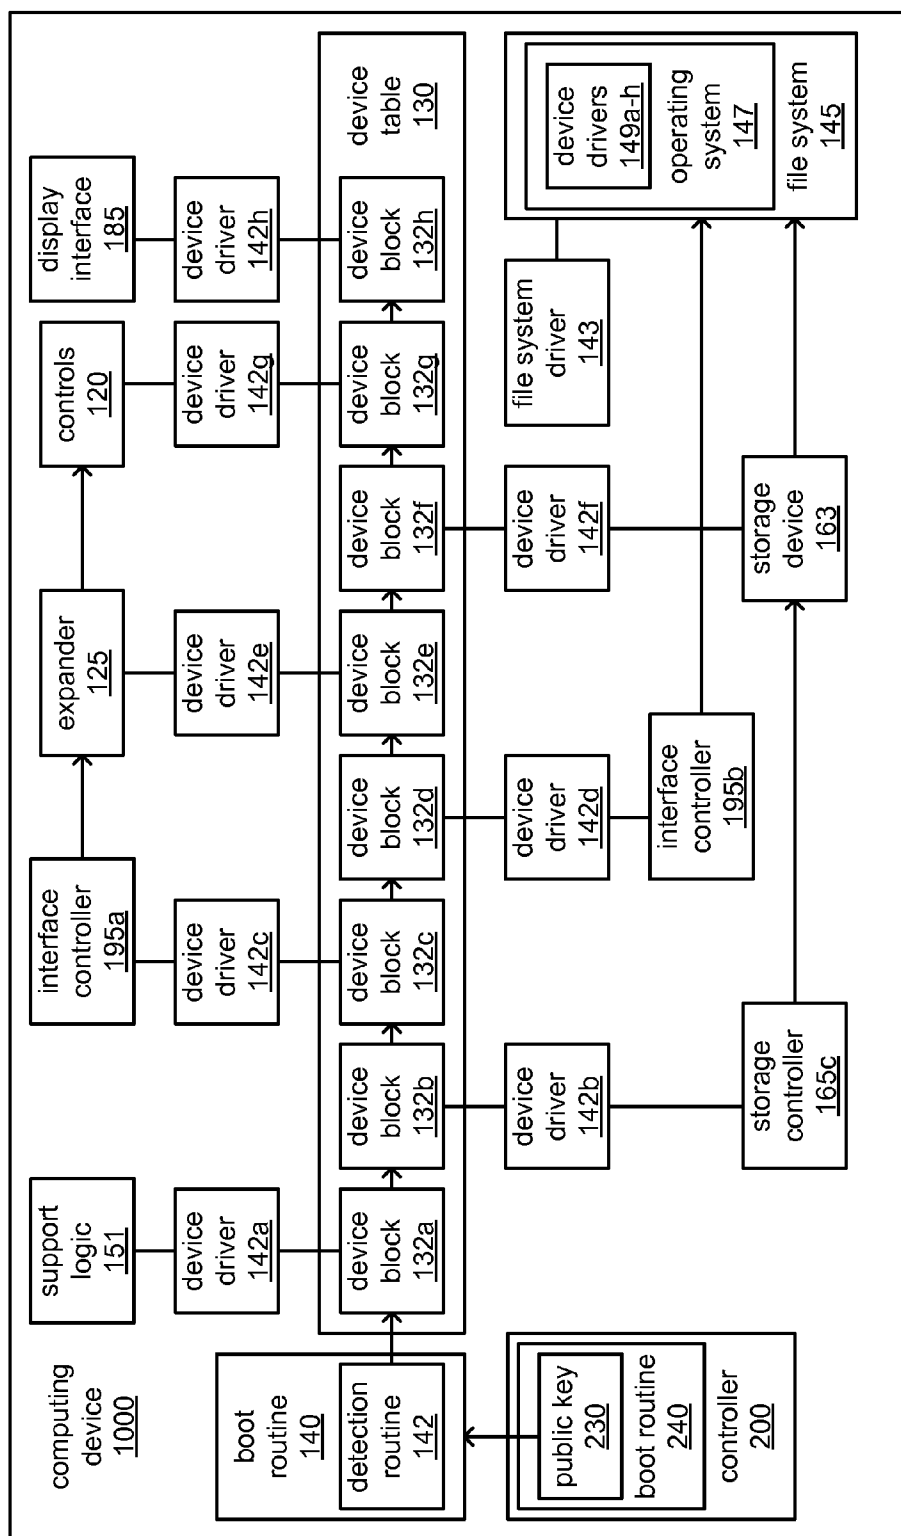 computing
device
1000
support
logic
151
interface
controller
195a
expander
125
controls
120
display
interface
185
device
driver
142a
device
driver
142c
device
driver
142e
device
driver
142g
device
driver
142h
boot
routine
140
detection
routine
142
device
block
132a
device
block
132b
device
block
132c
device
block
132d
device
block
132e
device
block
132f
device
block
132g
device
block
132h
device
table
130
public key
230
boot routine
240
controller
200
device
driver
142b
device
driver
142d
device
driver
142f
file system
driver
143
device
drivers
149a-h
operating
system
147
file system
145
interface
controller
195b
storage
controller
165c
storage
device
163